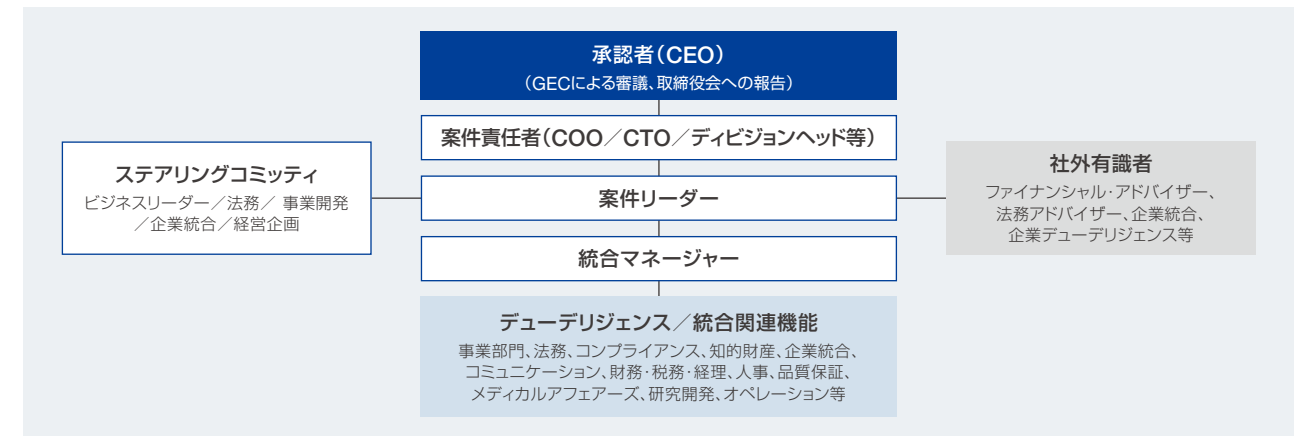 承認者（CEO）
（GECによる審議、取締役会への報告）
案件責任者（COO／CTO／ディビジョンヘッド等）
ステアリングコミッティ
ビジネスリーダー／法務／ 事業開発
／企業統合／経営企画
案件リーダー
社外有識者
ファイナンシャル・アドバイザー、
法務アドバイザー、企業統合、
企業デューデリジェンス等
統合マネージャー
デューデリジェンス／統合関連機能
事業部門、法務、コンプライアンス、知的財産、企業統合、
コミュニケーション、財務・税務・経理、人事、品質保証、
メディカルアフェアーズ、研究開発、オペレーション等